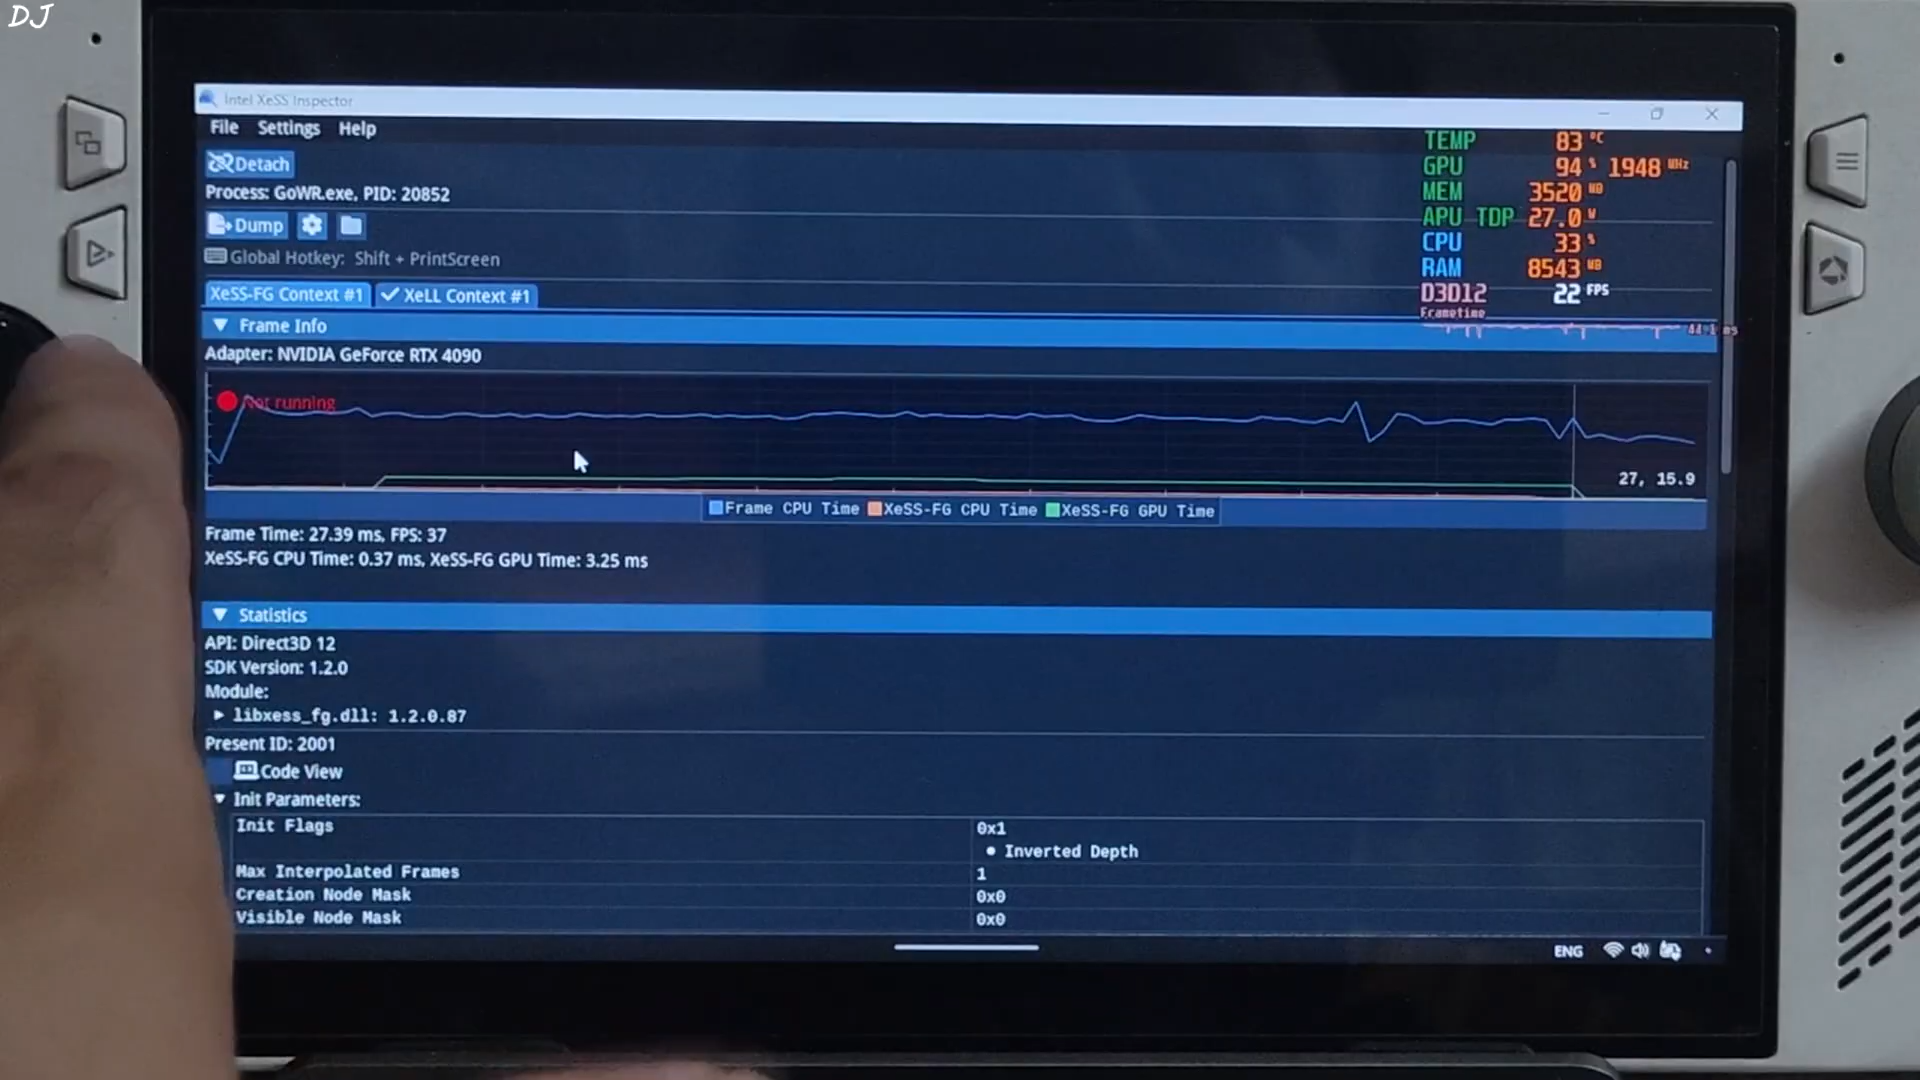 DJ
Intel XeSS Inspector
File Settings Help
Detach
Process: GoWR.exe, PID: 20852
Dump
Global Hotkey: Shift + PrintScreen
XeSS-FG Context #1 XeLL Context #1
TEMP 83 °C
GPU 94 % 1948 MHz
MEM 3520 MB
APU TDP 27.0 W
CPU 33 %
RAM 8543 MB
D3D12 22 FPS
Frametime
44.1 ms
Frame Info
Adapter: NVIDIA GeForce RTX 4090
Not running
27, 15.9
Frame CPU Time XeSS-FG CPU Time XeSS-FG GPU Time
Frame Time: 27.39 ms, FPS: 37
XeSS-FG CPU Time: 0.37 ms, XeSS-FG GPU Time: 3.25 ms
Statistics
API: Direct3D 12
SDK Version: 1.2.0
Module:
libxess_fg.dll: 1.2.0.87
Present ID: 2001
Code View
Init Parameters:
Init Flags 0x1
• Inverted Depth
Max Interpolated Frames 1
Creation Node Mask 0x0
Visible Node Mask 0x0
ENG